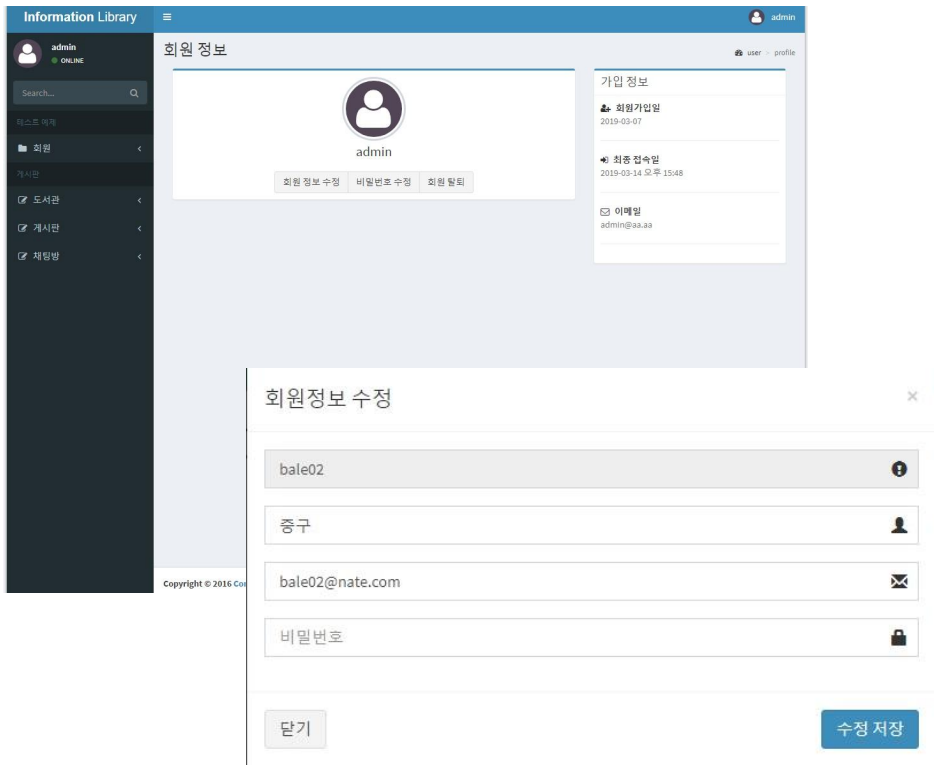 Information Library
admin
admin
ONLINE
Search...
테스트 예제
회원
게시판
도서관
게시판
채팅방
회원 정보
user > profile
admin
회원 정보 수정 비밀번호 수정 회원 탈퇴
가입 정보
회원가입일
2019-03-07
최종 접속일
2019-03-14 오후 15:48
이메일
admin@aa.aa
Copyright © 2016
회원정보 수정
×
bale02
중구
bale02@nate.com
비밀번호
닫기
수정 저장